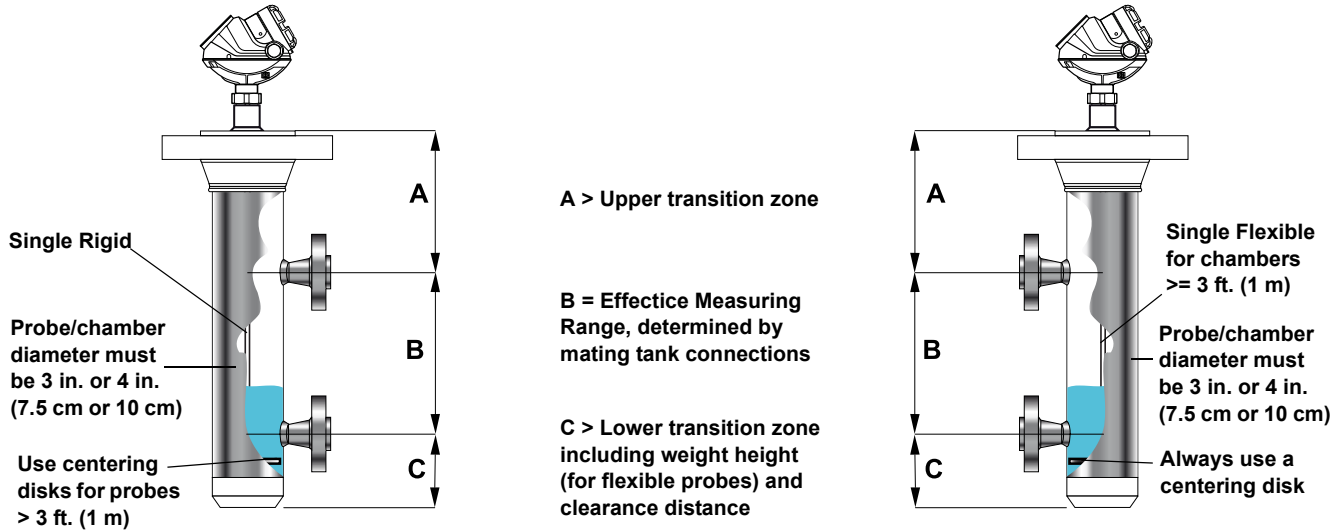 A
Single Rigid
B
Probe/chamber
diameter must
be 3 in. or 4 in.
(7.5 cm or 10 cm)
Use centering
disks for probes
> 3 ft. (1 m)
C
A > Upper transition zone
B = Effectice Measuring
Range, determined by
mating tank connections
C > Lower transition zone
including weight height
(for flexible probes) and
clearance distance
A
Single Flexible
for chambers
>= 3 ft. (1 m)
B
Probe/chamber
diameter must
be 3 in. or 4 in.
(7.5 cm or 10 cm)
C
Always use a
centering disk